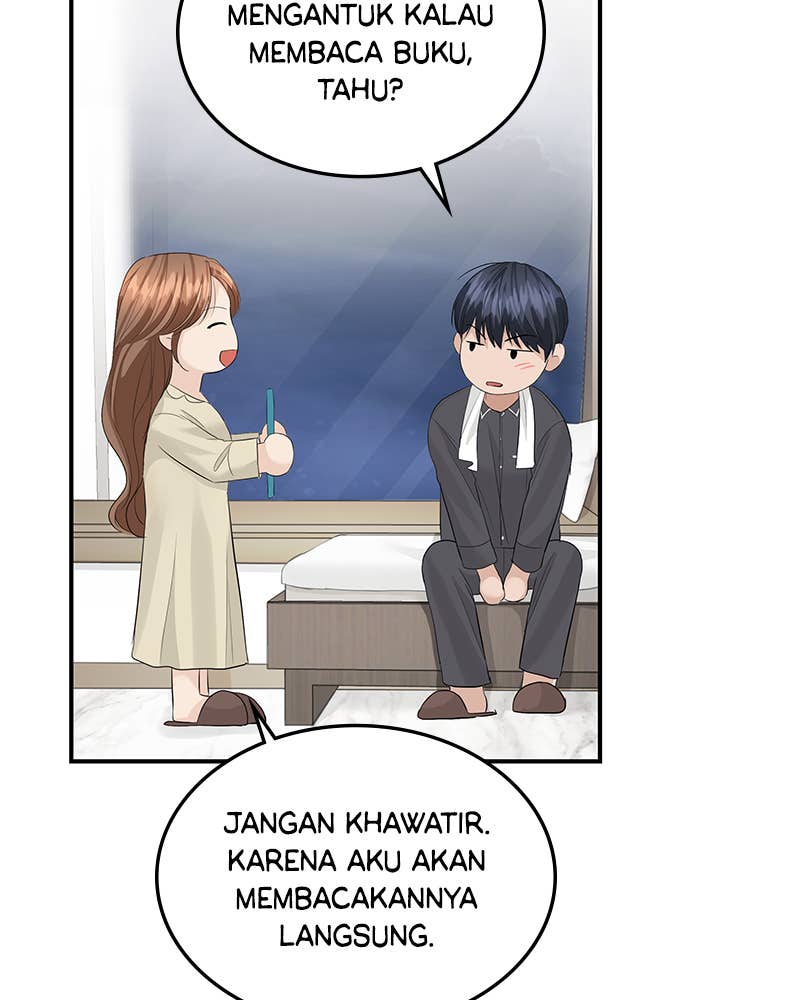 MENGANTUK KALAU
MEMBACA BUKU,
TAHU?
JANGAN KHAWATIR.
KARENA AKU AKAN
MEMBACAKANNYA
LANGSUNG.